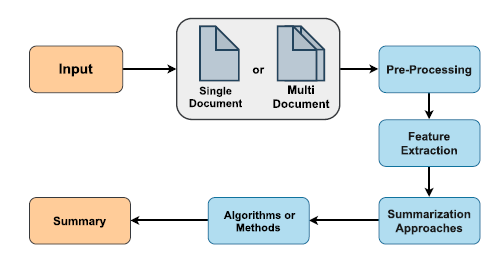 Input
Single
Document
or
Multi
Document
Pre-Processing
Feature
Extraction
Summarization
Approaches
Algorithms or
Methods
Summary